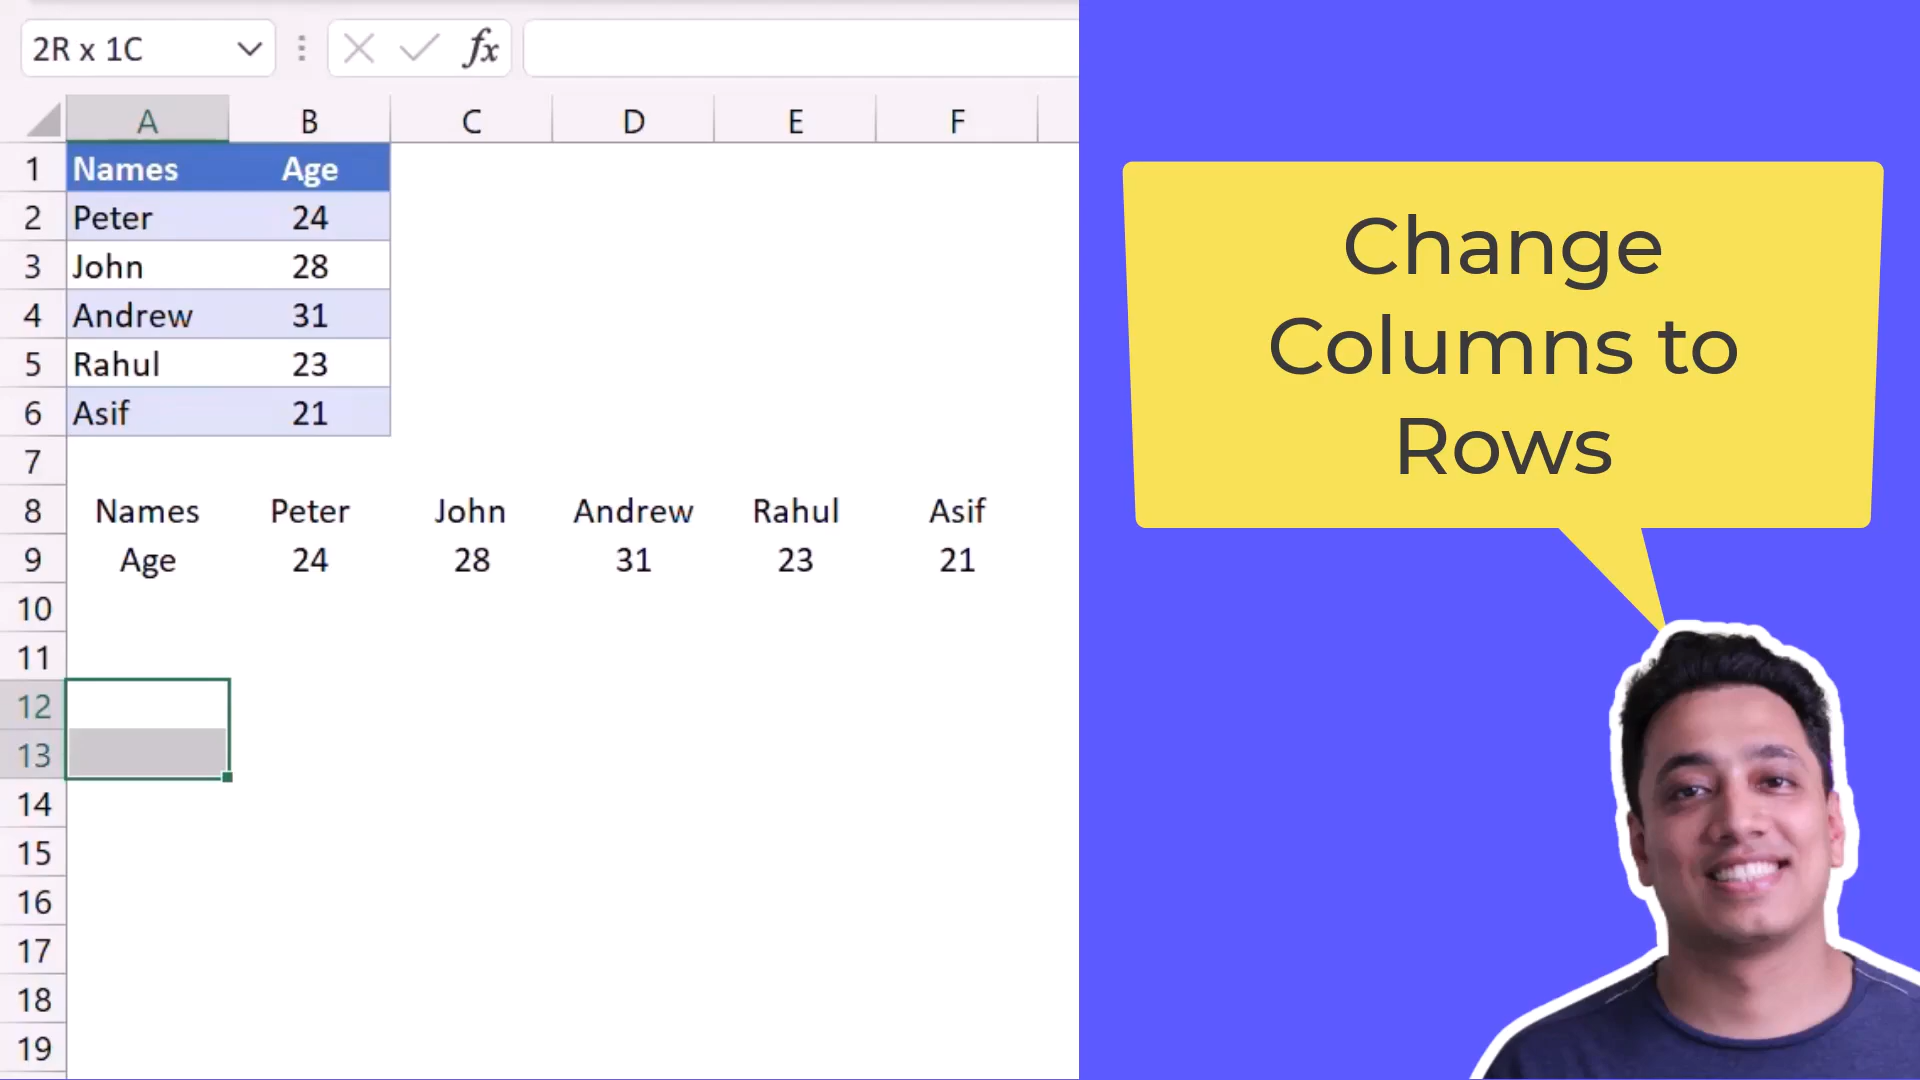 2R x 1C fx
A B C D E F
1 Names Age
2 Peter 24
3 John 28
4 Andrew 31
5 Rahul 23
6 Asif 21
7
8 Names Peter John Andrew Rahul Asif
9 Age 24 28 31 23 21
10
11
12
13
14
15
16
17
18
19
Change
Columns to
Rows